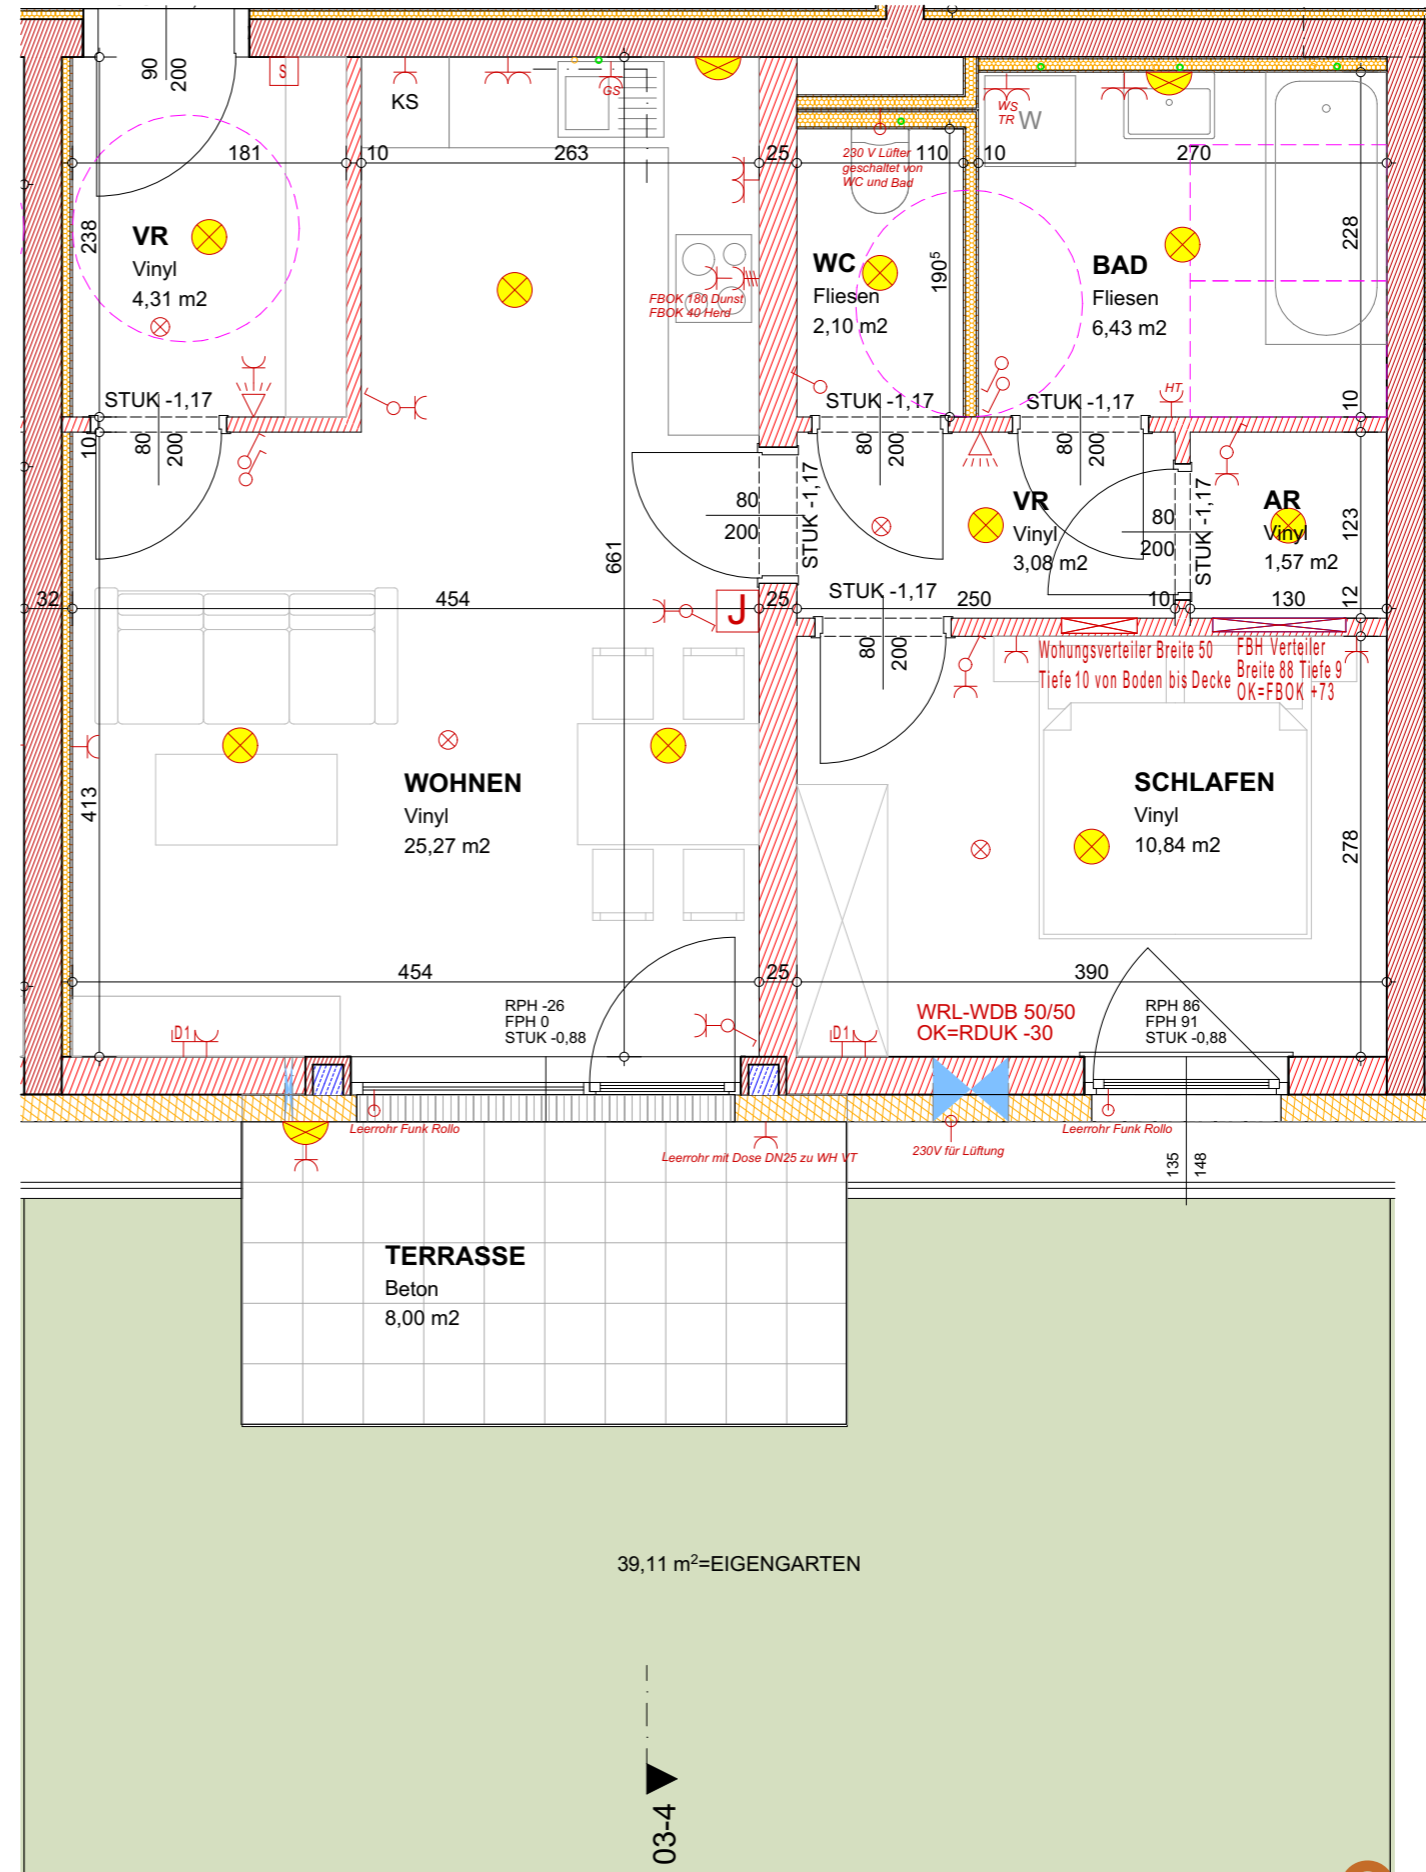 90
200
S
KS
GS
WS
TR
W
181
10
263
25
230 V Lüfter
geschaltet von
WC und Bad
110
10
270
238
VR
Vinyl
4,31 m2
FBOK 180 Dunst
FBOK 40 Herd
WC
Fliesen
2,10 m2
190⁵
BAD
Fliesen
6,43 m2
228
HT
STUK -1,17
80
200
10
STUK -1,17
80
200
STUK -1,17
80
200
10
80
200
STUK -1,17
VR
Vinyl
3,08 m2
80
200
STUK -1,17
AR
Vinyl
1,57 m2
123
661
32
454
J
25
STUK -1,17
80
200
250
10
130
12
Wohungsverteiler Breite 50
Tiefe 10 von Boden bis Decke
FBH Verteiler
Breite 88 Tiefe 9
OK=FBOK +73
413
WOHNEN
Vinyl
25,27 m2
SCHLAFEN
Vinyl
10,84 m2
278
454
25
390
RPH -26
FPH 0
STUK -0,88
WRL-WDB 50/50
OK=RDUK -30
RPH 86
FPH 91
STUK -0,88
D1
D1
Leerrohr Funk Rollo
Leerrohr mit Dose DN25 zu WH VT
230V für Lüftung
Leerrohr Funk Rollo
135
148
TERRASSE
Beton
8,00 m2
39,11 m²=EIGENGARTEN
03-4